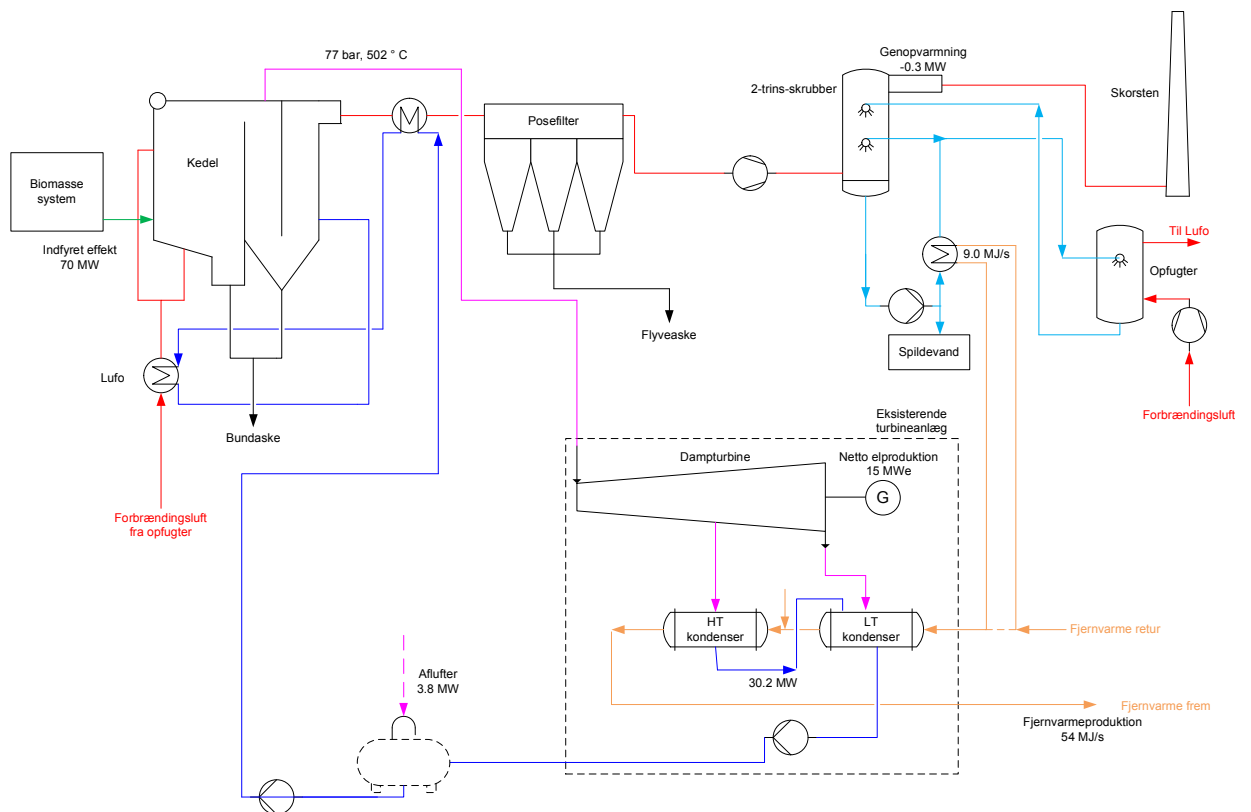 77 bar, 502 ° C
Genopvarmning
-0.3 MW
2-trins-skrubber
Skorsten
Posefilter
Kedel
Biomasse
system
Indfyret effekt
70 MW
Til Lufo
9.0 MJ/s
Opfugter
Flyveaske
Spildevand
Lufo
Bundaske
Forbrændingsluft
Eksisterende
turbineanlæg
Dampturbine
Netto elproduktion
15 MWe
G
Forbrændingsluft
fra opfugter
HT
kondenser
LT
kondenser
Fjernvarme retur
30.2 MW
Aflufter
3.8 MW
Fjernvarme frem
Fjernvarmeproduktion
54 MJ/s